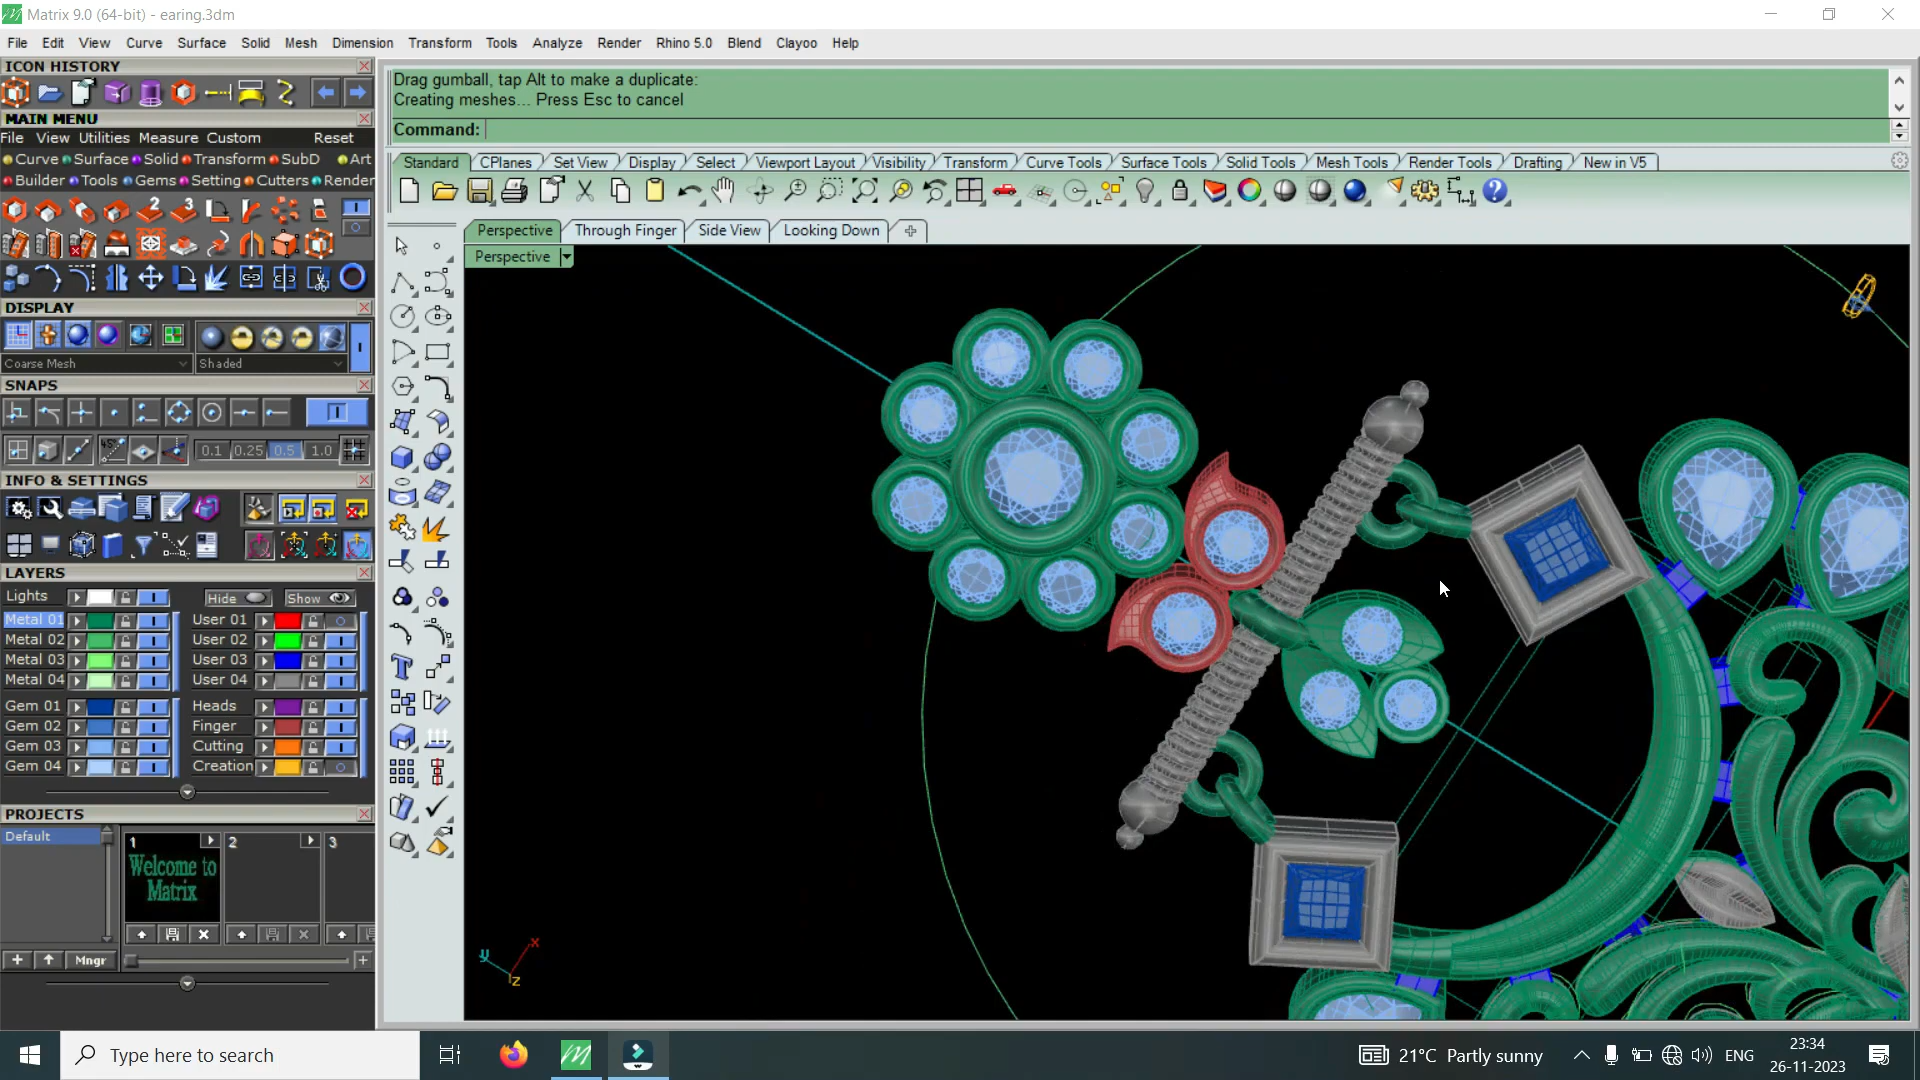 Matrix 9.0 (64-bit) - earing.3dm
File Edit View Curve Surface Solid Mesh Dimension Transform Tools Analyze Render Rhino 5.0 Blend Clayoo Help
ICON HISTORY
MAIN MENU
File View Utilities Measure Custom Reset
Curve Surface Solid Transform SubD Art
Builder Tools Gems Setting Cutters Render
2 3
DISPLAY
Coarse Mesh Shaded
SNAPS
0.1 0.25 0.5 1.0
INFO & SETTINGS
LAYERS
Lights Hide Show
Metal 01 User 01
Metal 02 User 02
Metal 03 User 03
Metal 04 User 04
Gem 01 Heads
Gem 02 Finger
Gem 03 Cutting
Gem 04 Creation
PROJECTS
Default 1 2 3
Welcome to
Matrix
Mngr
Drag gumball, tap Alt to make a duplicate:
Creating meshes... Press Esc to cancel
Command:
Standard CPlanes Set View Display Select Viewport Layout Visibility Transform Curve Tools Surface Tools Solid Tools Mesh Tools Render Tools Drafting New in V5
Perspective Through Finger Side View Looking Down
Perspective
y x
z
Type here to search
21°C Partly sunny
ENG
23:34
26-11-2023